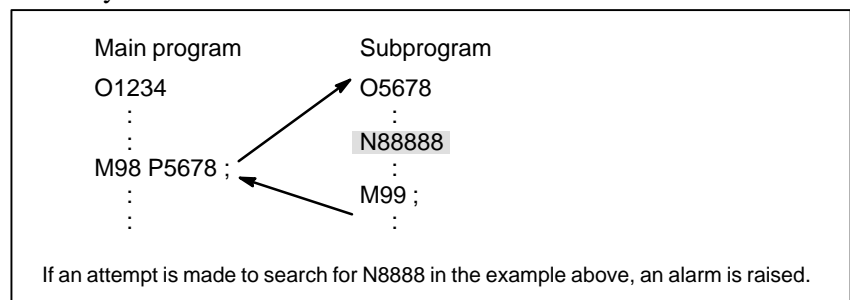 Main program Subprogram
O1234 O5678
: :
: N88888
M98 P5678 ; :
: M99 ;
: :
If an attempt is made to search for N8888 in the example above, an alarm is raised.